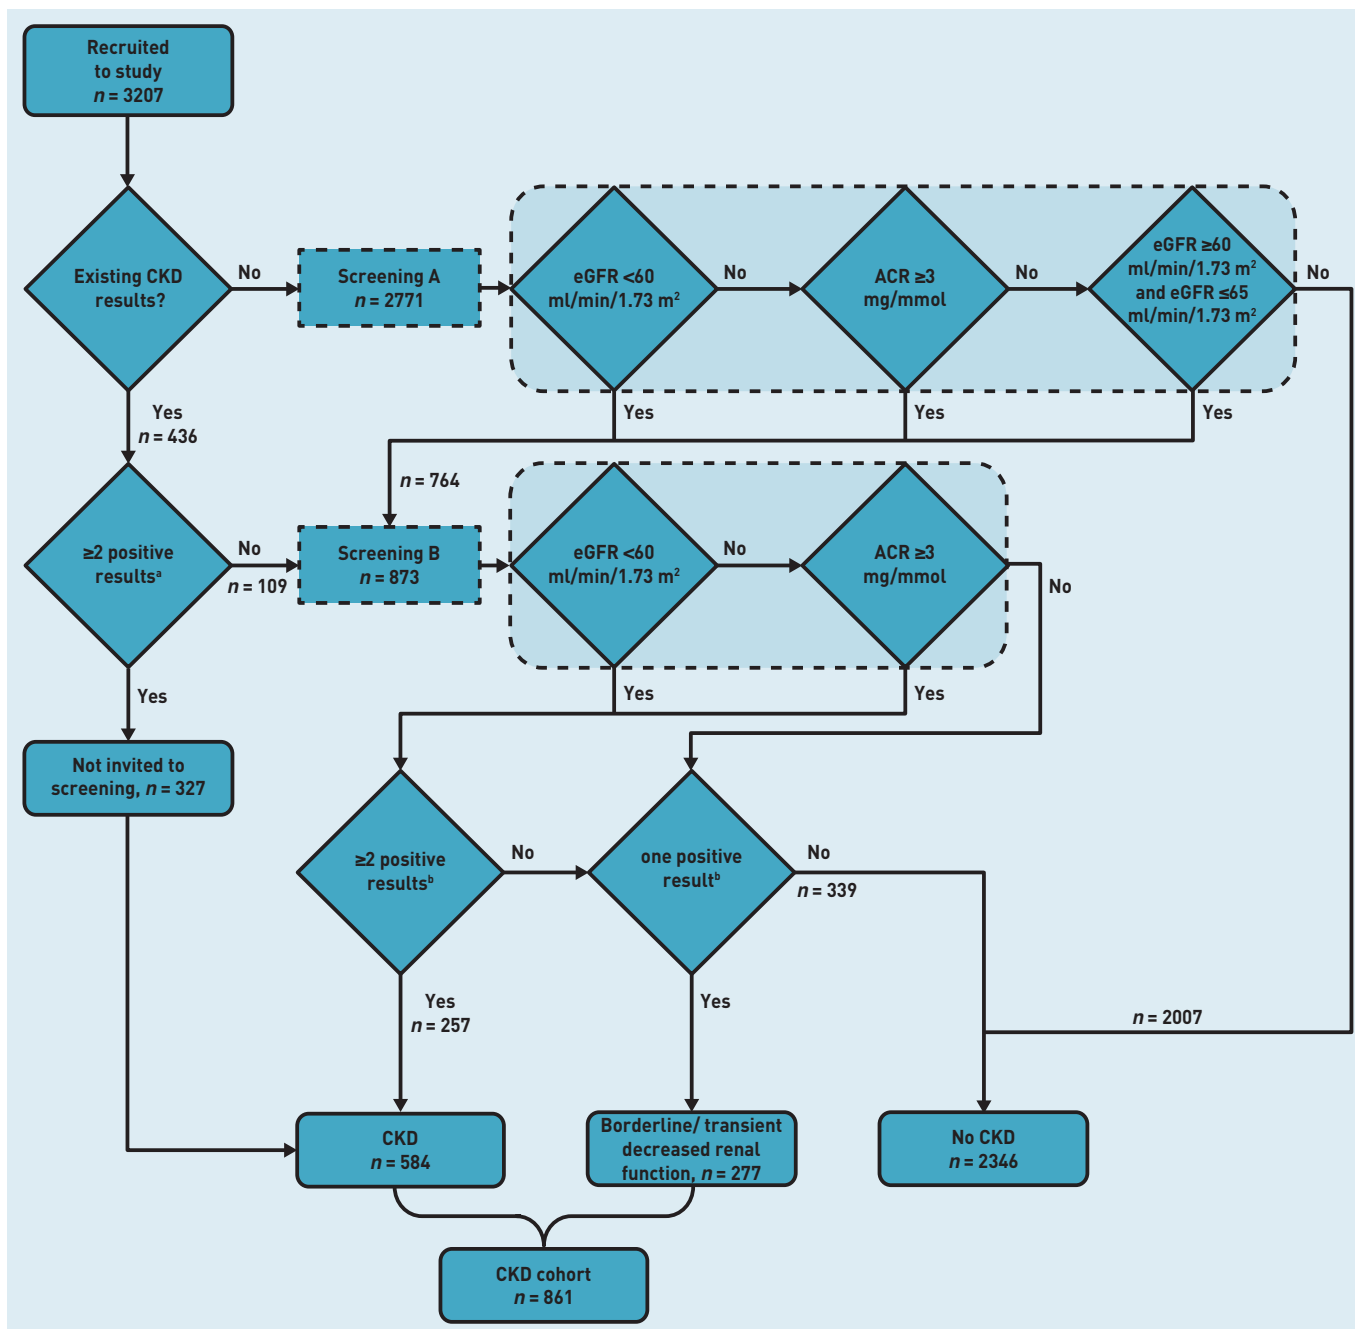 Recruited
to study
n = 3207
Existing CKD
results?
No
Screening A
n = 2771
eGFR <60
ml/min/1.73 m²
No
ACR ≥3
mg/mmol
No
eGFR ≥60
ml/min/1.73 m²
and eGFR ≤65
ml/min/1.73 m²
No
Yes
n = 436
Yes
Yes
Yes
n = 764
≥2 positive
resultsᵃ
No
n = 109
Screening B
n = 873
eGFR <60
ml/min/1.73 m²
No
ACR ≥3
mg/mmol
No
Yes
Yes
Yes
Not invited to
screening, n = 327
≥2 positive
resultsᵇ
No
one positive
resultᵇ
No
n = 339
Yes
n = 257
Yes
n = 2007
CKD
n = 584
Borderline/ transient
decreased renal
function, n = 277
No CKD
n = 2346
CKD cohort
n = 861